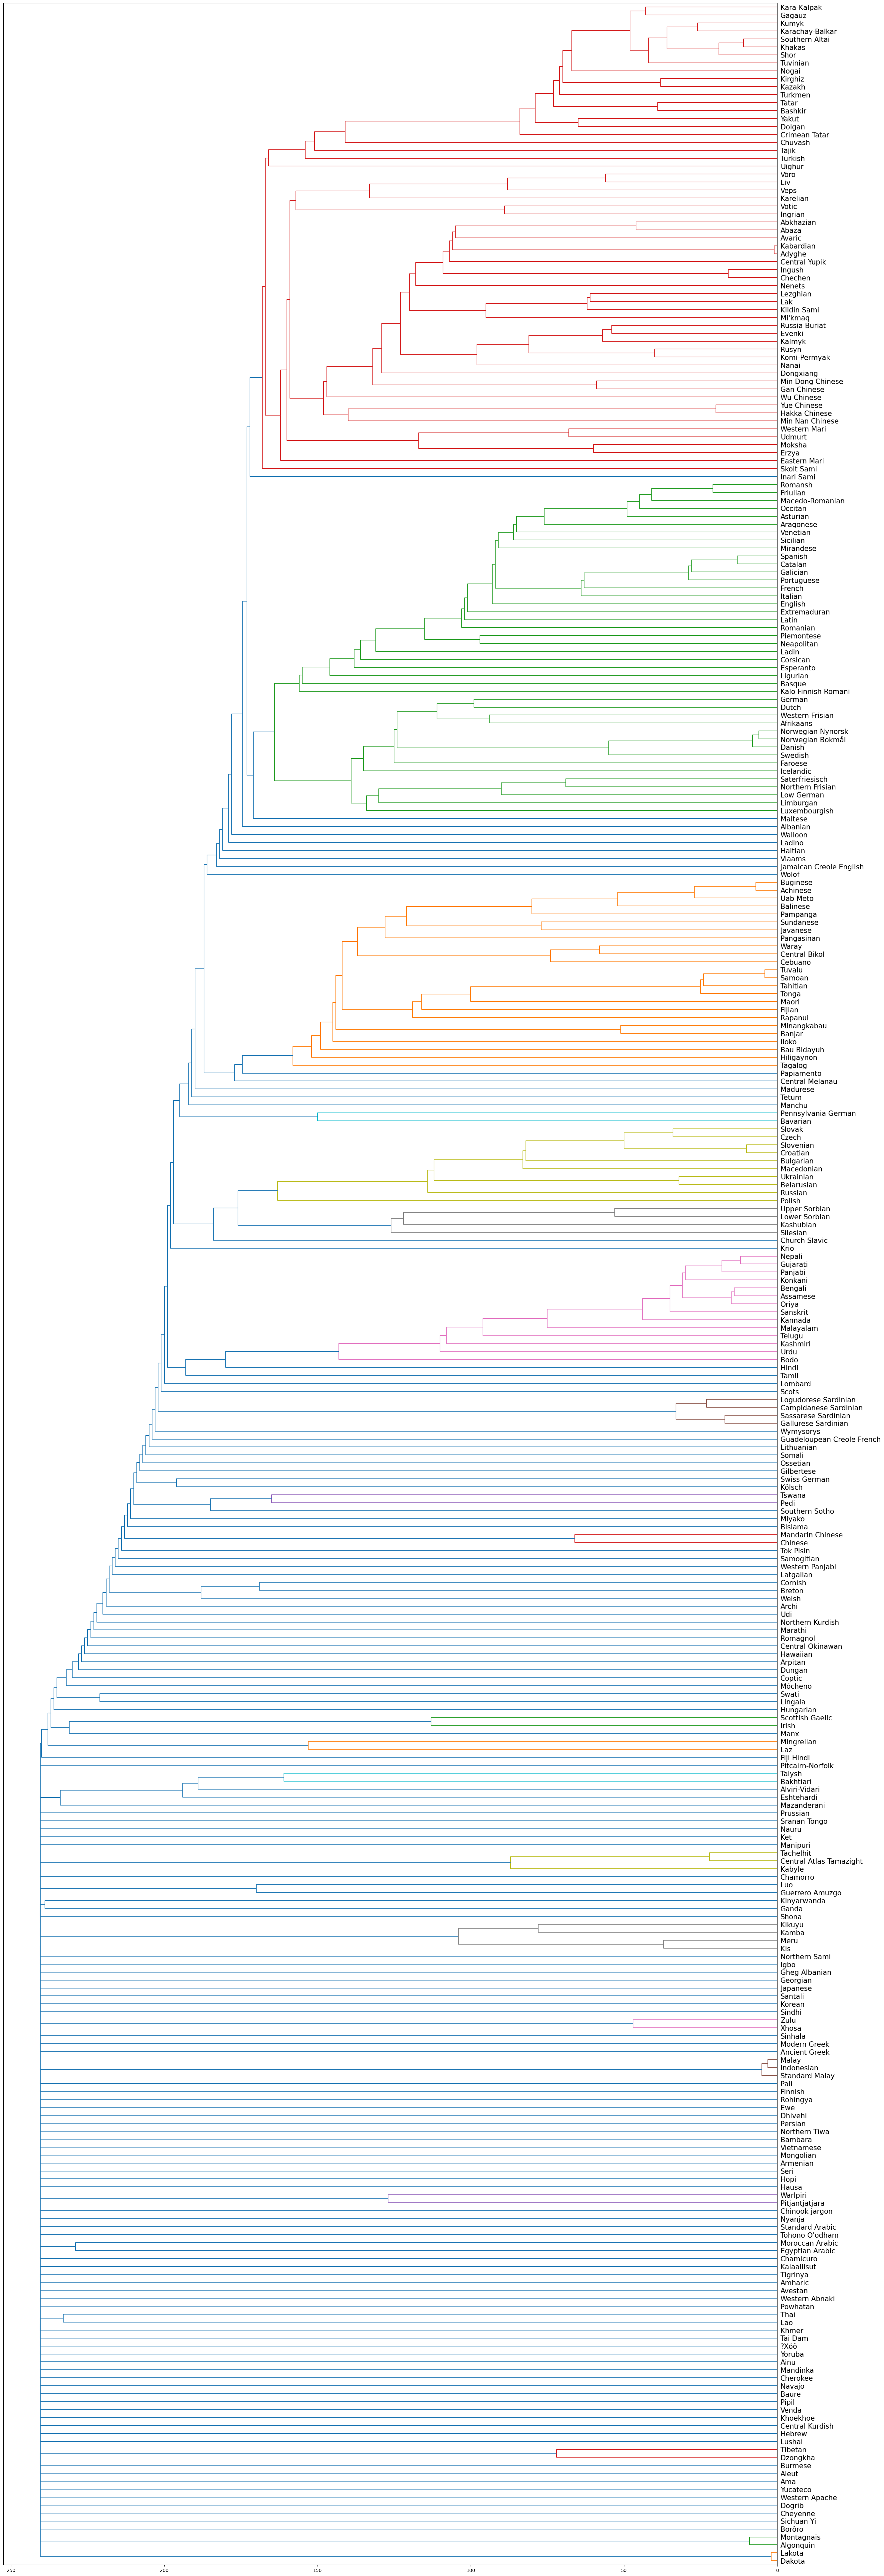 Kara-Kalpak
Gagauz
Kumyk
Karachay-Balkar
Southern Altai
Khakas
Shor
Tuvinian
Nogai
Kirghiz
Kazakh
Turkmen
Tatar
Bashkir
Yakut
Dolgan
Crimean Tatar
Chuvash
Tajik
Turkish
Uighur
Võro
Liv
Veps
Karelian
Votic
Ingrian
Abkhazian
Abaza
Avaric
Kabardian
Adyghe
Central Yupik
Ingush
Chechen
Nenets
Lezghian
Lak
Kildin Sami
Mi'kmaq
Russia Buriat
Evenki
Kalmyk
Rusyn
Komi-Permyak
Nanai
Dongxiang
Min Dong Chinese
Gan Chinese
Wu Chinese
Yue Chinese
Hakka Chinese
Min Nan Chinese
Western Mari
Udmurt
Moksha
Erzya
Eastern Mari
Skolt Sami
Inari Sami
Romansh
Friulian
Macedo-Romanian
Occitan
Asturian
Aragonese
Venetian
Sicilian
Mirandese
Spanish
Catalan
Galician
Portuguese
French
Italian
English
Extremaduran
Latin
Romanian
Piemontese
Neapolitan
Ladin
Corsican
Esperanto
Ligurian
Basque
Kalo Finnish Romani
German
Dutch
Western Frisian
Afrikaans
Norwegian Nynorsk
Norwegian Bokmål
Danish
Swedish
Faroese
Icelandic
Saterfriesisch
Northern Frisian
Low German
Limburgan
Luxembourgish
Maltese
Albanian
Walloon
Ladino
Haitian
Vlaams
Jamaican Creole English
Wolof
Buginese
Achinese
Uab Meto
Balinese
Pampanga
Sundanese
Javanese
Pangasinan
Waray
Central Bikol
Cebuano
Tuvalu
Samoan
Tahitian
Tonga
Maori
Fijian
Rapanui
Minangkabau
Banjar
Iloko
Bau Bidayuh
Hiligaynon
Tagalog
Papiamento
Central Melanau
Madurese
Tetum
Manchu
Pennsylvania German
Bavarian
Slovak
Czech
Slovenian
Croatian
Bulgarian
Macedonian
Ukrainian
Belarusian
Russian
Polish
Upper Sorbian
Lower Sorbian
Kashubian
Silesian
Church Slavic
Krio
Nepali
Gujarati
Panjabi
Konkani
Bengali
Assamese
Oriya
Sanskrit
Kannada
Malayalam
Telugu
Kashmiri
Urdu
Bodo
Hindi
Tamil
Lombard
Scots
Logudorese Sardinian
Campidanese Sardinian
Sassarese Sardinian
Gallurese Sardinian
Wymysorys
Guadeloupean Creole French
Lithuanian
Somali
Ossetian
Gilbertese
Swiss German
Kölsch
Tswana
Pedi
Southern Sotho
Miyako
Bislama
Mandarin Chinese
Chinese
Tok Pisin
Samogitian
Western Panjabi
Latgalian
Cornish
Breton
Welsh
Archi
Udi
Northern Kurdish
Marathi
Romagnol
Central Okinawan
Hawaiian
Arpitan
Dungan
Coptic
Mócheno
Swati
Lingala
Hungarian
Scottish Gaelic
Irish
Manx
Mingrelian
Laz
Fiji Hindi
Pitcairn-Norfolk
Talysh
Bakhtiari
Alviri-Vidari
Eshtehardi
Mazanderani
Prussian
Sranan Tongo
Nauru
Ket
Manipuri
Tachelhit
Central Atlas Tamazight
Kabyle
Chamorro
Luo
Guerrero Amuzgo
Kinyarwanda
Ganda
Shona
Kikuyu
Kamba
Meru
Kis
Northern Sami
Igbo
Gheg Albanian
Georgian
Japanese
Santali
Korean
Sindhi
Zulu
Xhosa
Sinhala
Modern Greek
Ancient Greek
Malay
Indonesian
Standard Malay
Pali
Finnish
Rohingya
Ewe
Dhivehi
Persian
Northern Tiwa
Bambara
Vietnamese
Mongolian
Armenian
Seri
Hopi
Hausa
Warlpiri
Pitjantjatjara
Chinook jargon
Nyanja
Standard Arabic
Tohono O'odham
Moroccan Arabic
Egyptian Arabic
Chamicuro
Kalaallisut
Tigrinya
Amharic
Avestan
Western Abnaki
Powhatan
Thai
Lao
Khmer
Tai Dam
?Xóõ
Yoruba
Ainu
Mandinka
Cherokee
Navajo
Baure
Pipil
Venda
Khoekhoe
Central Kurdish
Hebrew
Lushai
Tibetan
Dzongkha
Burmese
Aleut
Ama
Yucateco
Western Apache
Dogrib
Cheyenne
Sichuan Yi
Borôro
Montagnais
Algonquin
Lakota
Dakota
250 200 150 100 50 0